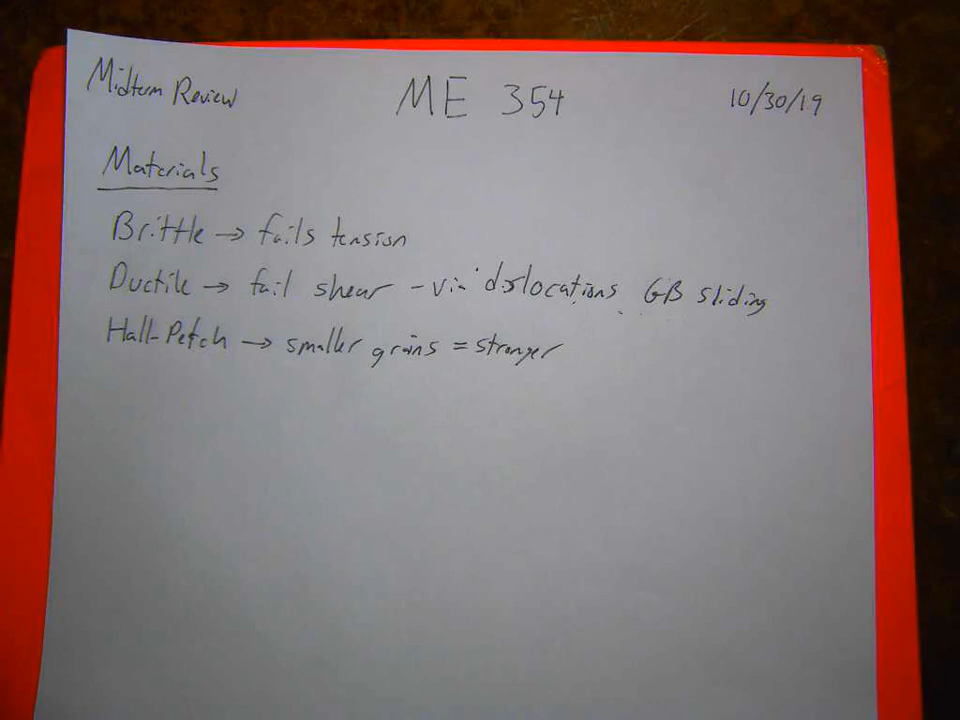 Midterm Review ME 354 10/30/19
Materials
Brittle → fails tension
Ductile → fail shear - via dislocations, GB sliding
Hall-Petch → smaller grains = stronger